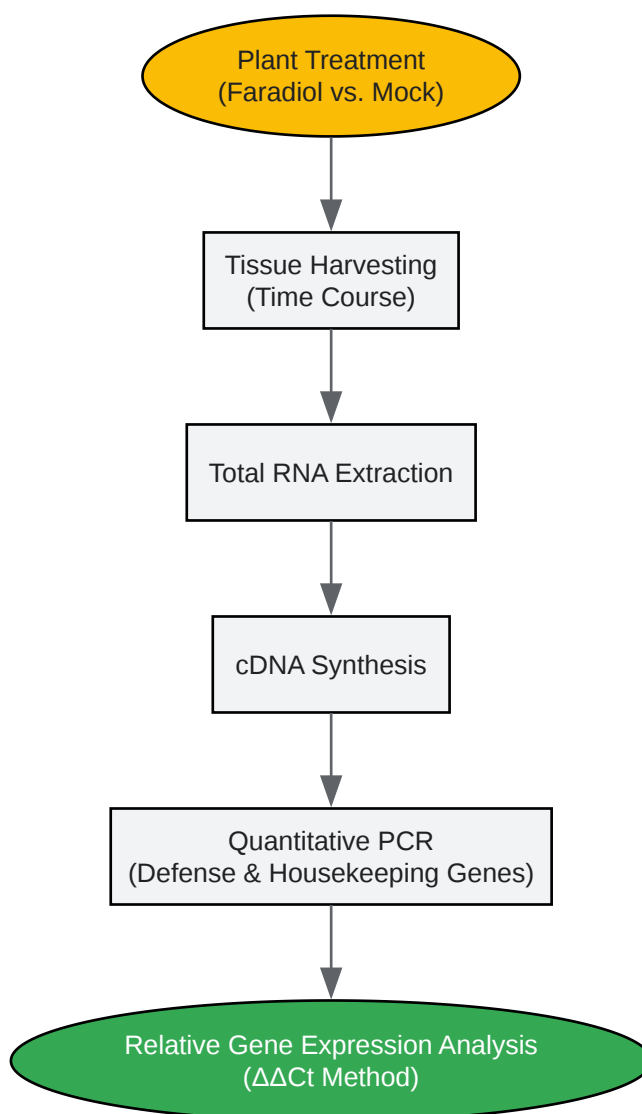 Plant Treatment
(Faradiol vs. Mock)
Tissue Harvesting
(Time Course)
Total RNA Extraction
cDNA Synthesis
Quantitative PCR
(Defense & Housekeeping Genes)
Relative Gene Expression Analysis
(ΔΔCt Method)